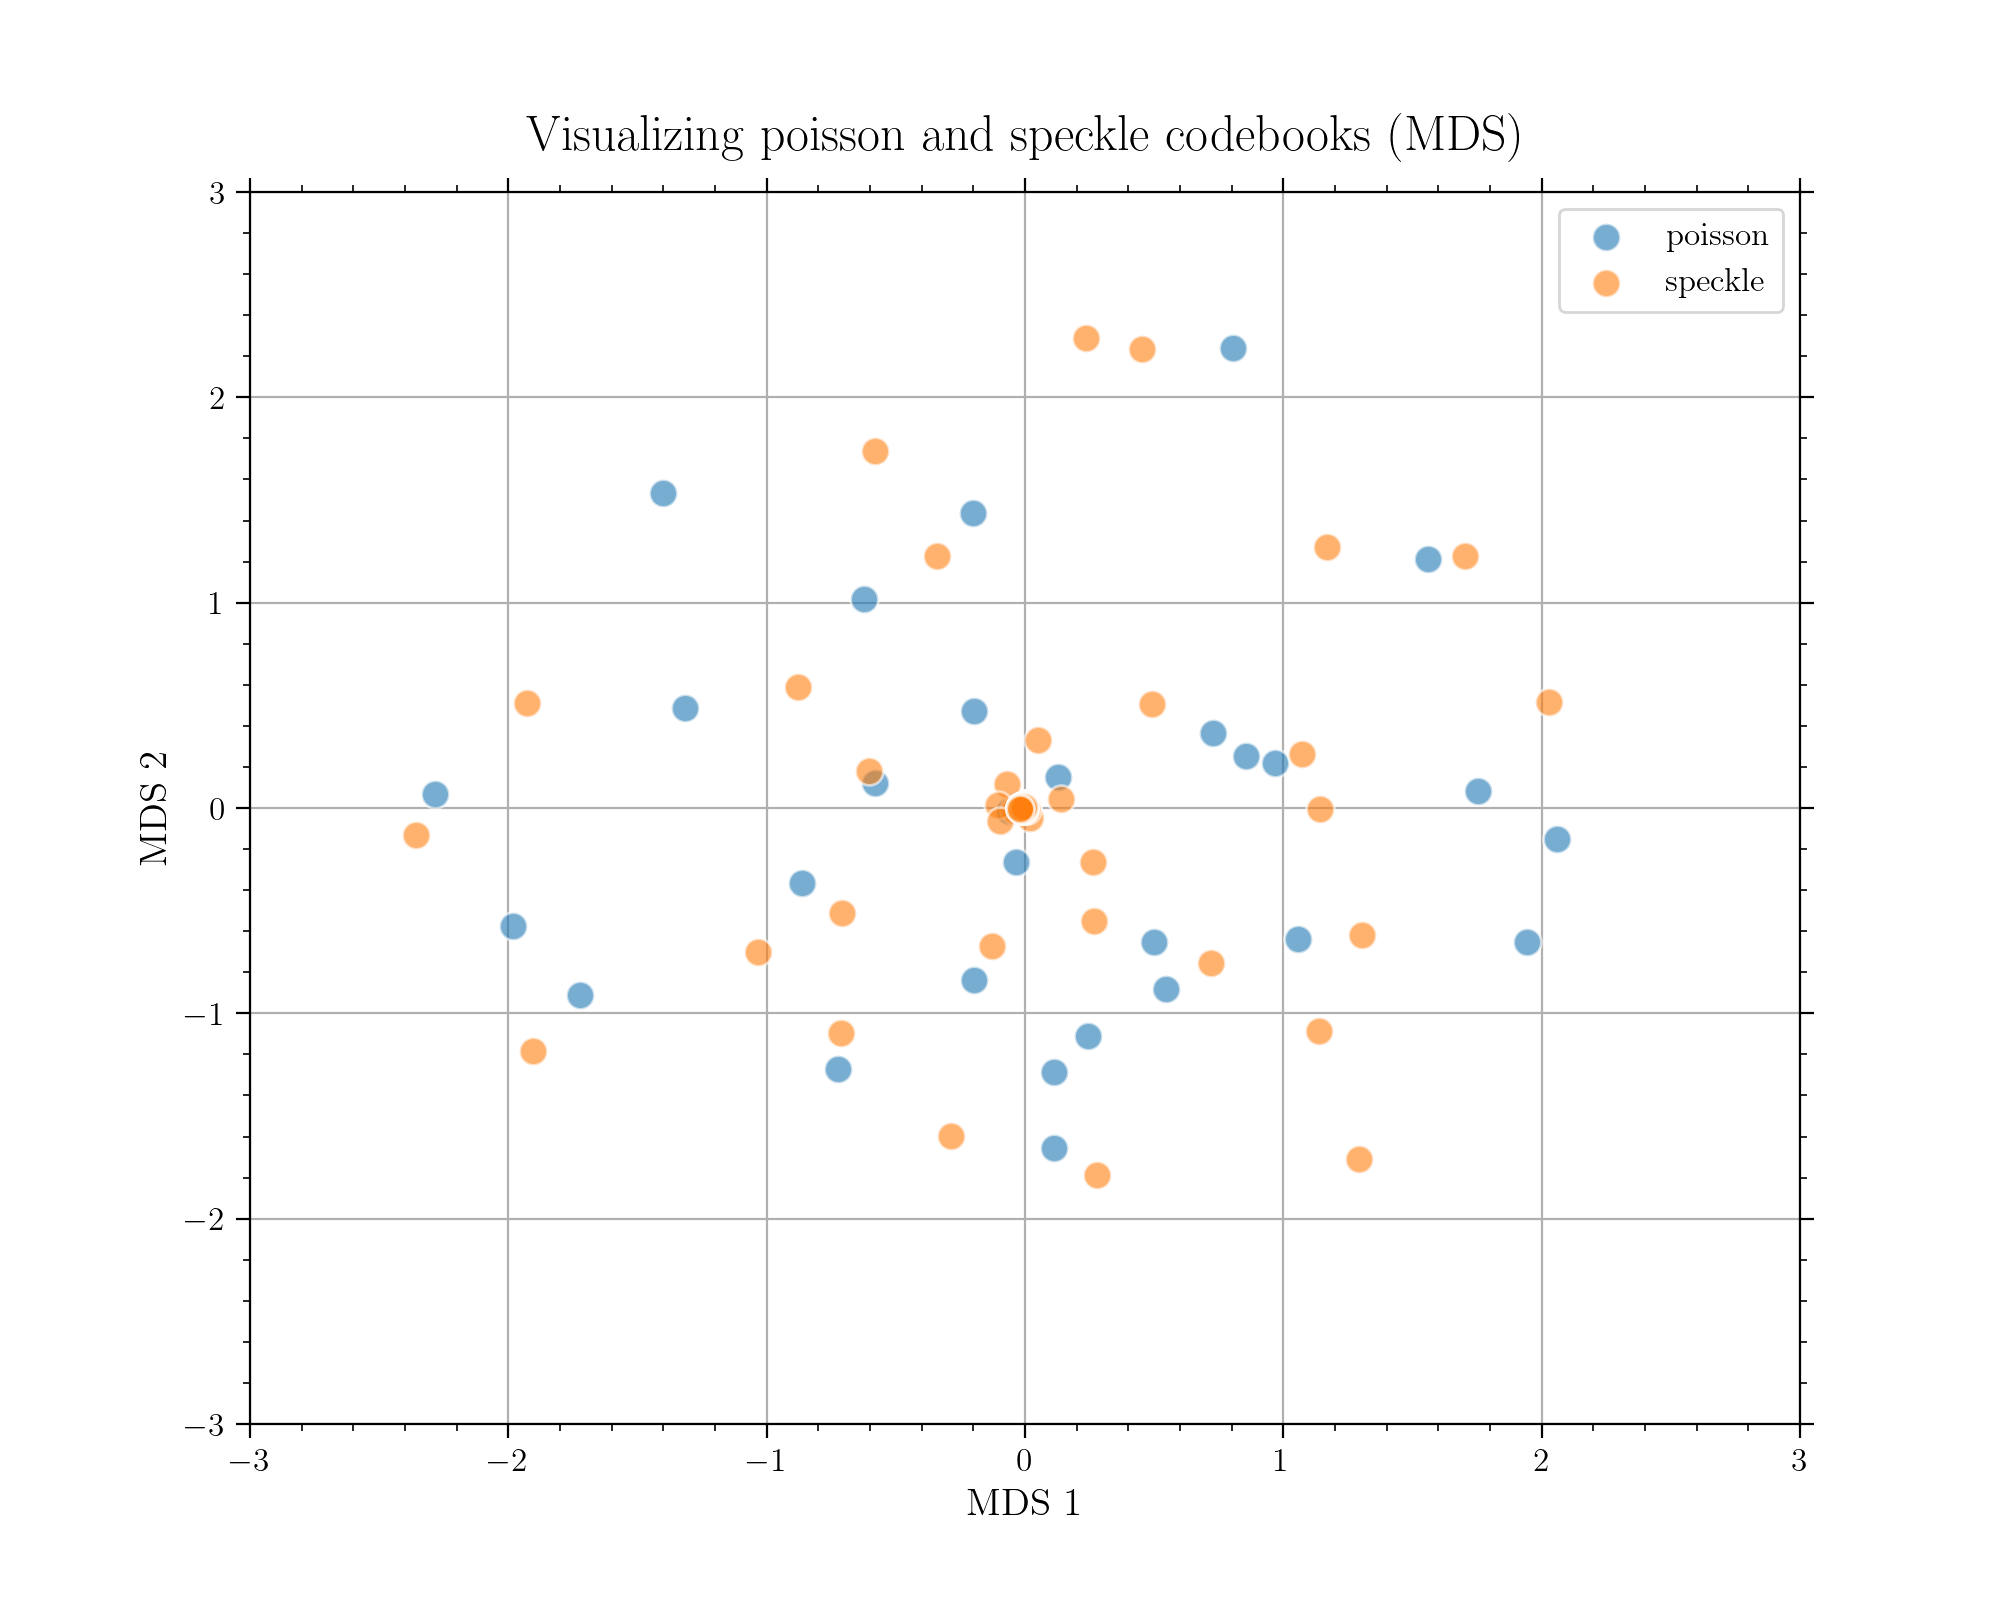 Visualizing poisson and speckle codebooks (MDS)
poisson
speckle
3
2
1
0
−1
−2
−3
MDS 2
−3
−2
−1
0
1
2
3
MDS 1